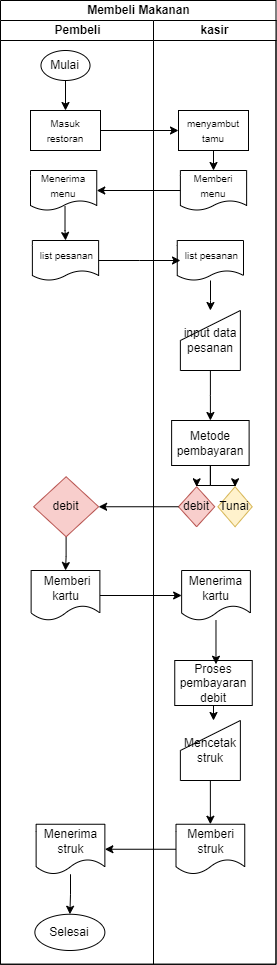 Membeli Makanan
Pembeli
kasir
Mulai
Masuk
restoran
menyambut
tamu
Menerima
menu
Memberi
menu
list pesanan
list pesanan
input data
pesanan
Metode
pembayaran
debit
debit
Tunai
Memberi
kartu
Menerima
kartu
Proses
pembayaran
debit
Mencetak
struk
Menerima
struk
Memberi
struk
Selesai